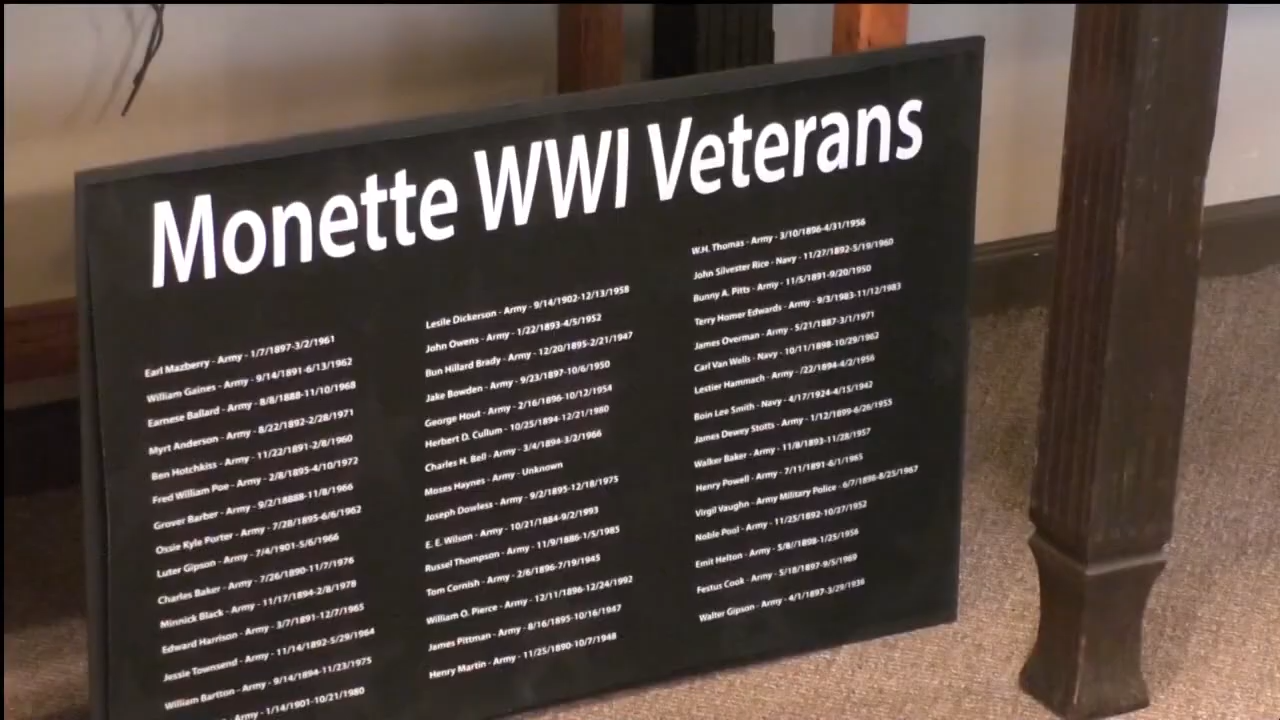 Monette WWI Veterans
Earl Mazberry - Army - 1/7/1897-3/2/1961
William Gaines - Army - 9/14/1891-6/13/1962
Earnese Ballard - Army - 8/8/1888-11/10/1968
Myrt Anderson - Army - 8/22/1892-2/28/1971
Ben Hotchkiss - Army - 11/22/1891-2/8/1960
Fred William Poe - Army - 2/8/1895-4/10/1972
Grover Barber - Army - 9/2/18888-11/8/1966
Ossie Kyle Porter - Army - 7/28/1895-6/6/1962
Luter Gipson - Army - 7/4/1901-5/6/1966
Charles Baker - Army - 7/26/1890-11/7/1976
Minnick Black - Army - 11/17/1894-2/8/1978
Edward Harrison - Army - 3/7/1891-12/7/1965
Jessie Townsend - Army - 11/14/1892-5/29/1964
William Bartton - Army - 9/14/1894-11/23/1975
- Army - 1/14/1901-10/21/1980
Leslie Dickerson - Army - 9/14/1902-12/13/1958
John Owens - Army - 1/22/1893-4/5/1952
Bun Hillard Brady - Army - 12/20/1895-2/21/1947
Jake Bowden - Army - 9/23/1897-10/6/1950
George Hout - Army - 2/16/1896-10/12/1954
Herbert D. Cullum - Army - 10/25/1894-12/21/1980
Charles H. Bell - Army - 3/4/1894-3/2/1966
Moses Haynes - Army - Unknown
Joseph Dowless - Army - 9/2/1895-12/18/1975
E. E. Wilson - Army - 10/21/1884-9/2/1993
Russel Thompson - Army - 11/9/1886-1/5/1985
Tom Cornish - Army - 2/6/1896-7/19/1945
William O. Pierce - Army - 12/11/1896-12/24/1992
James Pittman - Army - 8/16/1895-10/16/1947
Henry Martin - Army - 11/25/1890-10/7/1948
W.H. Thomas - Army - 3/10/1896-4/31/1956
John Silvester Rice - Navy - 11/27/1892-5/19/1960
Bunny A. Pitts - Army - 11/5/1891-9/20/1950
Terry Homer Edwards - Army - 9/3/1983-11/12/1983
James Overman - Army - 5/21/1887-3/1/1971
Carl Van Wells - Navy - 10/11/1898-10/29/1962
Lestier Hammach - Army - /22/1894-4/2/1956
Boin Lee Smith - Navy - 4/17/1924-4/15/1942
James Dewey Stotts - Army - 1/12/1899-6/28/1953
Walker Baker - Army - 11/8/1893-11/28/1957
Henry Powell - Army - 7/11/1891-6/1/1965
Virgil Vaughn - Army Military Police - 6/7/1896-8/25/1967
Noble Pool - Army - 11/25/1892-10/27/1952
Emit Helton - Army - 5/8//1898-1/25/1956
Festus Cook - Army - 5/18/1897-9/5/1969
Walter Gipson - Army - 4/1/1897-3/29/1936